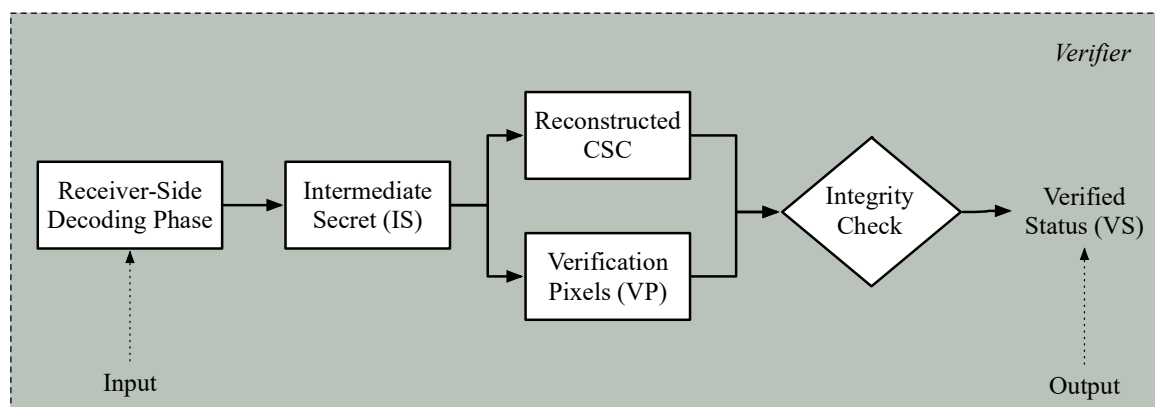 Verifier
Receiver-Side
Decoding Phase
Intermediate
Secret (IS)
Reconstructed
CSC
Verification
Pixels (VP)
Integrity
Check
Verified
Status (VS)
Input
Output